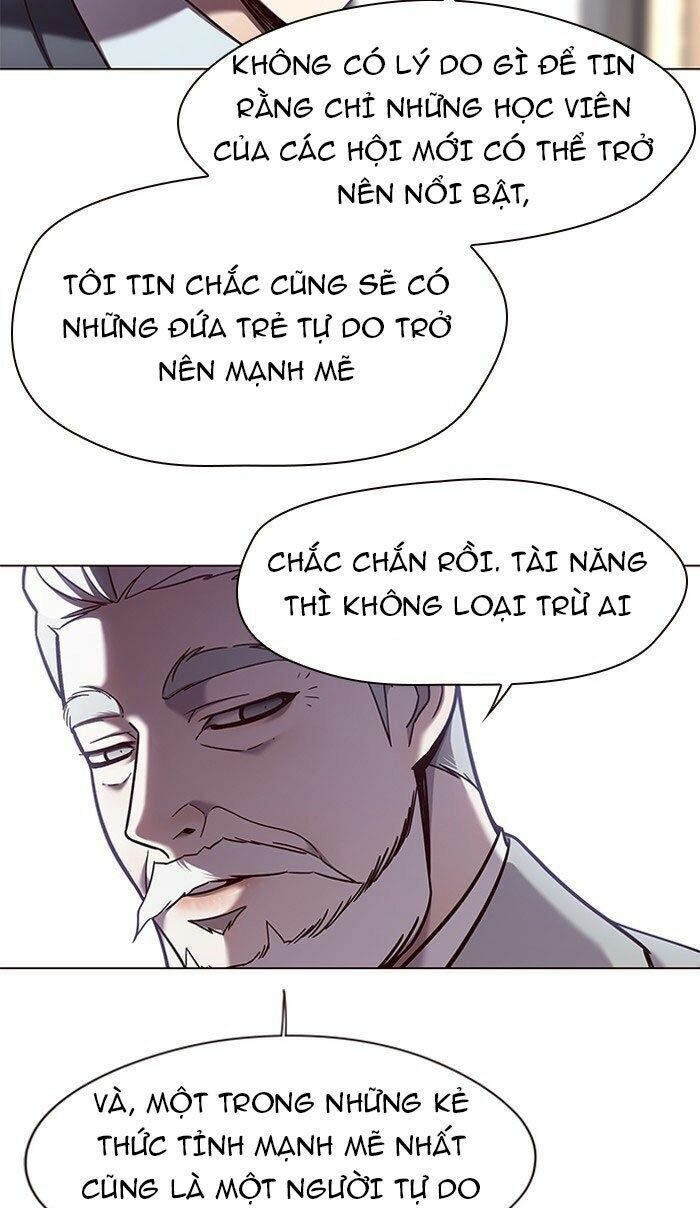 KHÔNG CÓ LÝ DO GÌ ĐỂ TIN
RẰNG CHỈ NHỮNG HỌC VIÊN
CỦA CÁC HỘI MỚI CÓ THỂ TRỞ
NÊN NỔI BẬT,
TÔI TIN CHẮC CŨNG SẼ CÓ
NHỮNG ĐỨA TRẺ TỰ DO TRỞ
NÊN MẠNH MẼ
CHẮC CHẮN RỒI. TÀI NĂNG
THÌ KHÔNG LOẠI TRỪ AI
VÀ, MỘT TRONG NHỮNG KẺ
THỨC TỈNH MẠNH MẼ NHẤT
CŨNG LÀ MỘT NGƯỜI TỰ DO